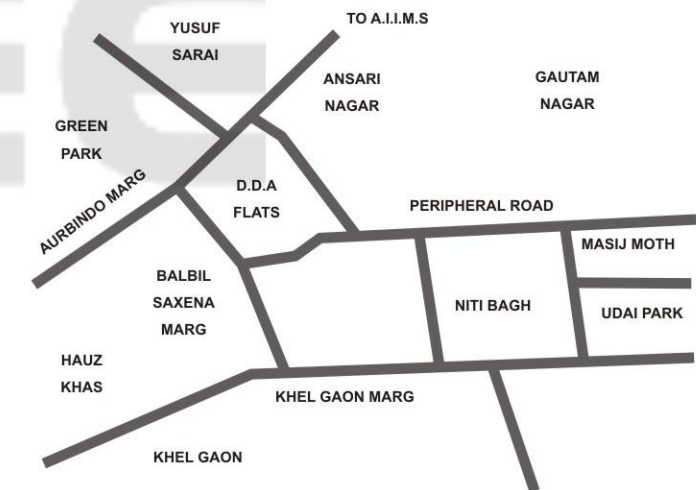 TO A.I.I.M.S
YUSUF
SARAI
ANSARI
NAGAR
GAUTAM
NAGAR
GREEN
PARK
AURBINDO MARG
D.D.A
FLATS
PERIPHERAL ROAD
MASIJ MOTH
BALBIL
SAXENA
MARG
NITI BAGH
UDAI PARK
HAUZ
KHAS
KHEL GAON MARG
KHEL GAON